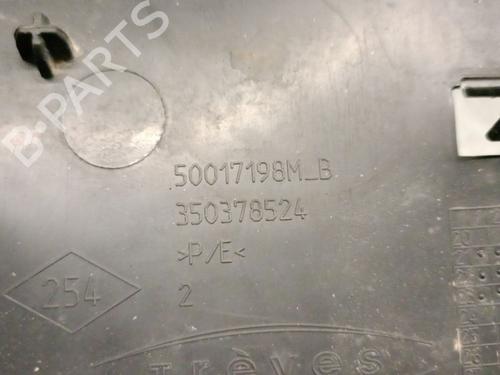 B-PARTS
50017198M_B
350378524
>P/E<
254
2
Trèves